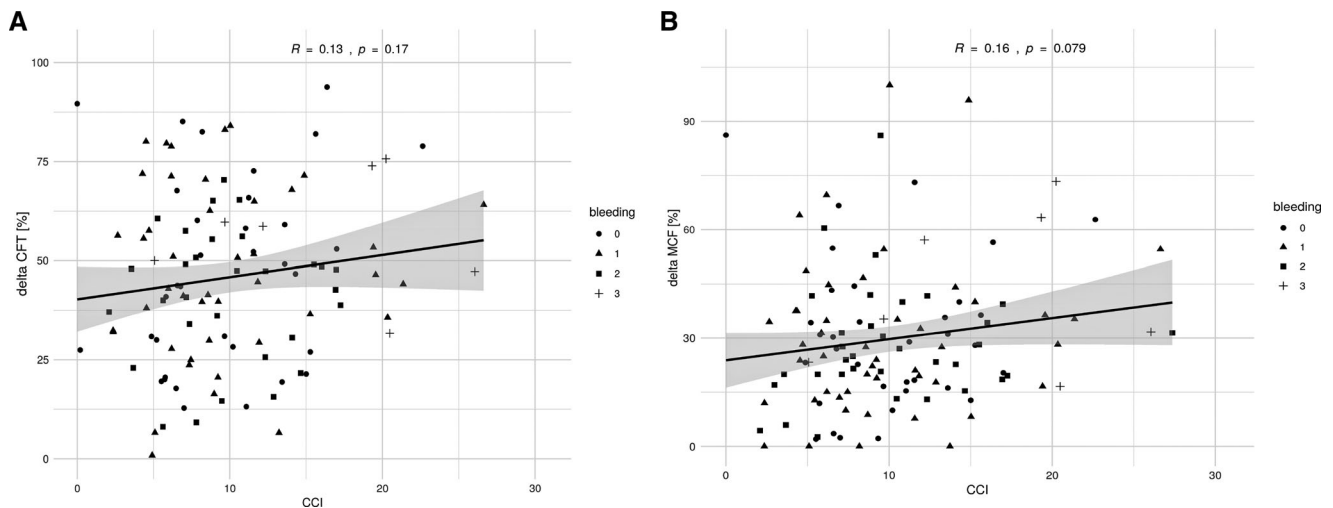 A
R = 0.13 , p = 0.17
100
75
50
25
0
delta CFT [%]
0
10
20
30
CCI
bleeding
0
1
2
3
B
R = 0.16 , p = 0.079
90
60
30
0
delta MCF [%]
0
10
20
30
CCI
bleeding
0
1
2
3